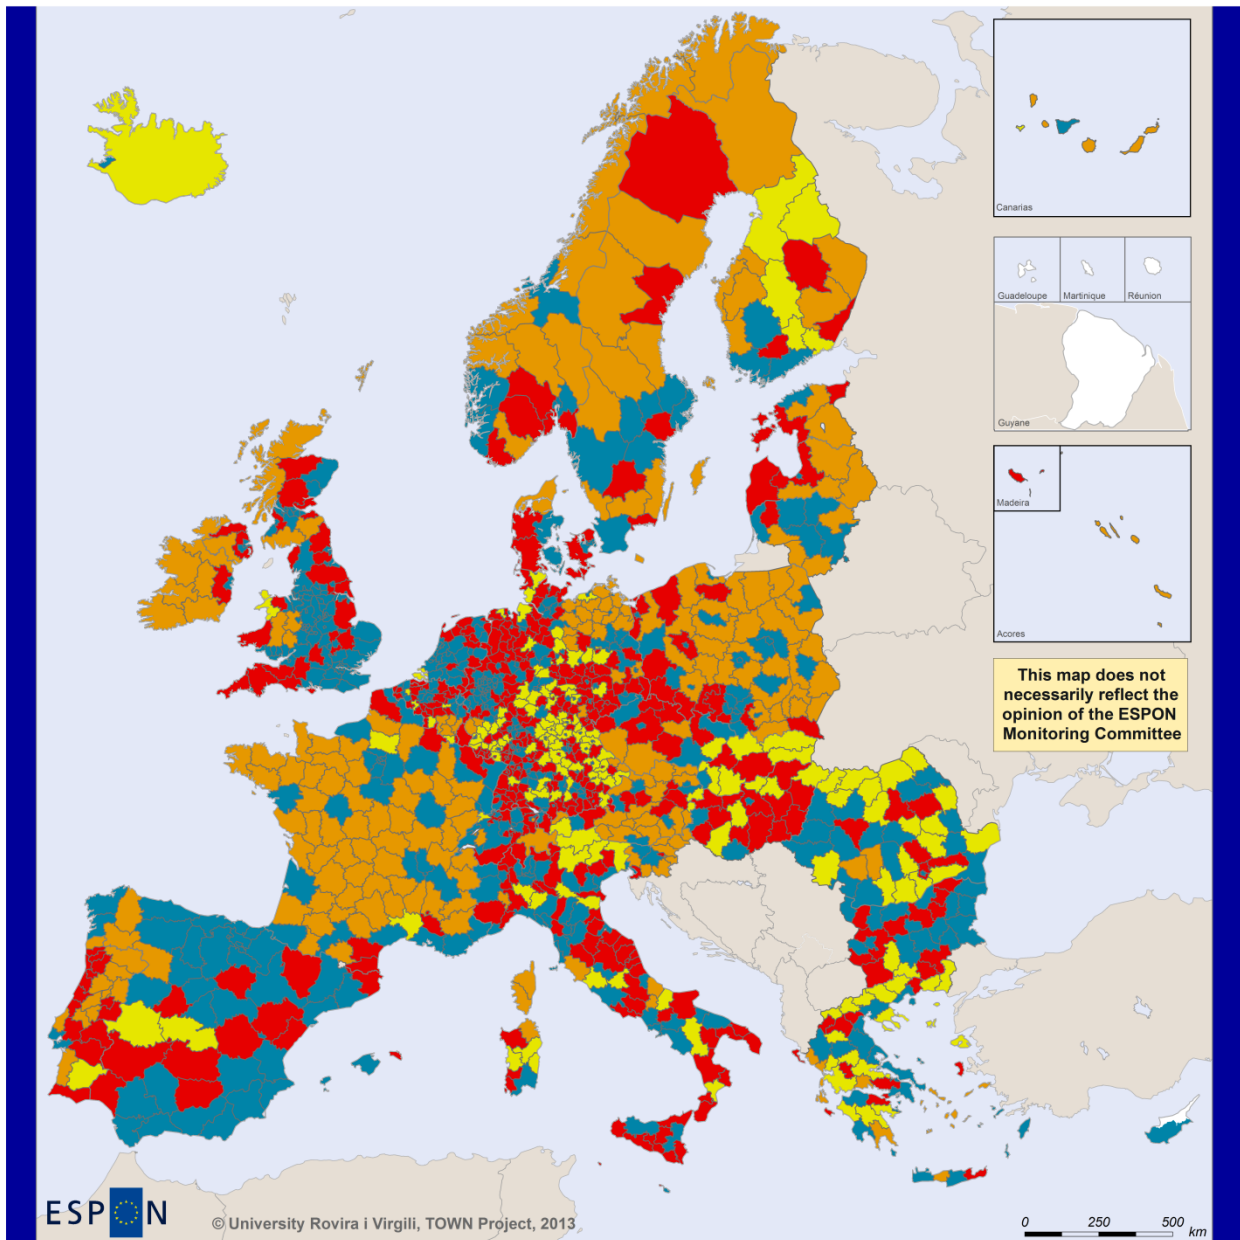 Canarias
Guadeloupe
Martinique
Réunion
Guyane
Madeira
Acores
This map does not
necessarily reflect the
opinion of the ESPON
Monitoring Committee
ESPON
© University Rovira i Virgili, TOWN Project, 2013
0 250 500
km